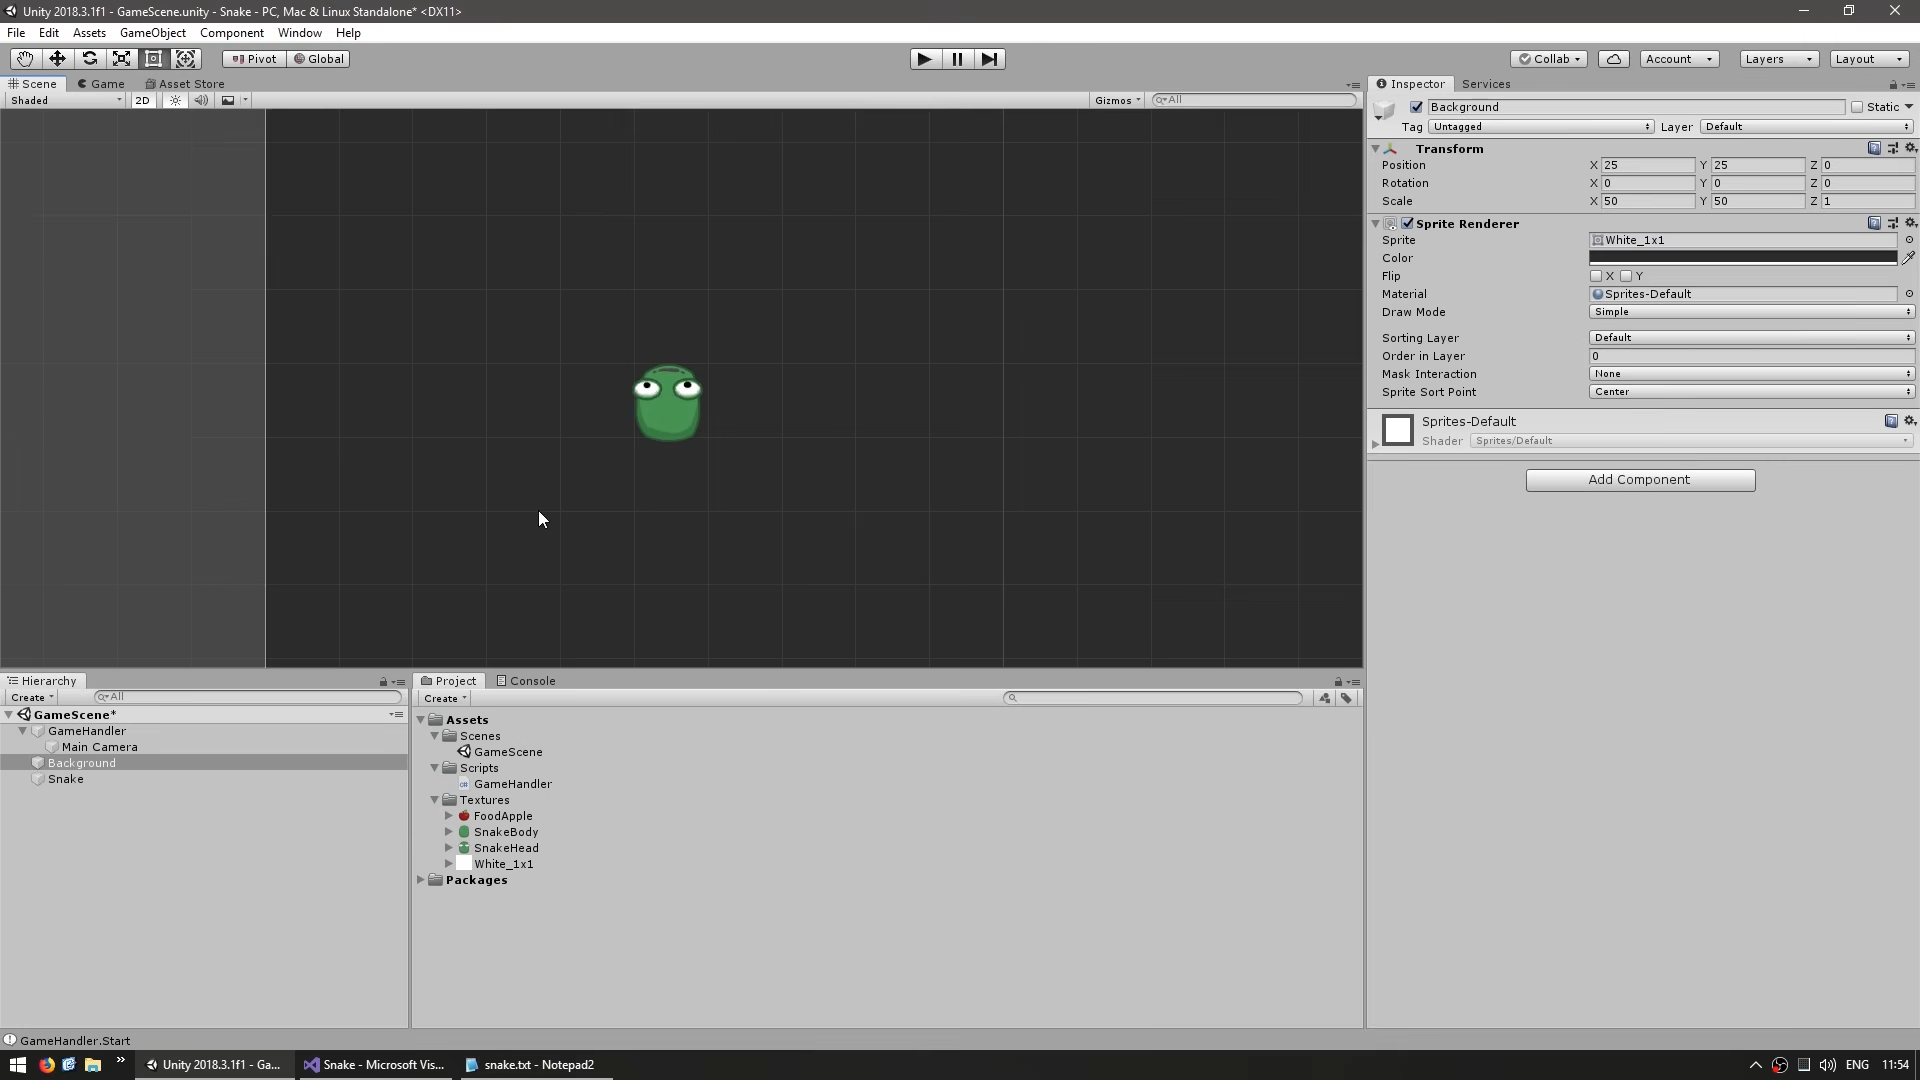 Unity 2018.3.1f1 - GameScene.unity - Snake - PC, Mac & Linux Standalone* <DX11>
File Edit Assets GameObject Component Window Help
Pivot Global Collab Account Layers Layout
Scene Game Asset Store
Shaded 2D Gizmos All
Inspector Services
Background Static
Tag Untagged Layer Default
Transform
Position X 25 Y 25 Z 0
Rotation X 0 Y 0 Z 0
Scale X 50 Y 50 Z 1
Sprite Renderer
Sprite White_1x1
Color
Flip X Y
Material Sprites-Default
Draw Mode Simple
Sorting Layer Default
Order in Layer 0
Mask Interaction None
Sprite Sort Point Center
Sprites-Default
Shader Sprites/Default
Add Component
Hierarchy
Create All
GameScene*
GameHandler
Main Camera
Background
Snake
Project Console
Create
Assets
Scenes
GameScene
Scripts
GameHandler
Textures
FoodApple
SnakeBody
SnakeHead
White_1x1
Packages
GameHandler.Start
Unity 2018.3.1f1 - Ga... Snake - Microsoft Vis... snake.txt - Notepad2 ENG 11:54